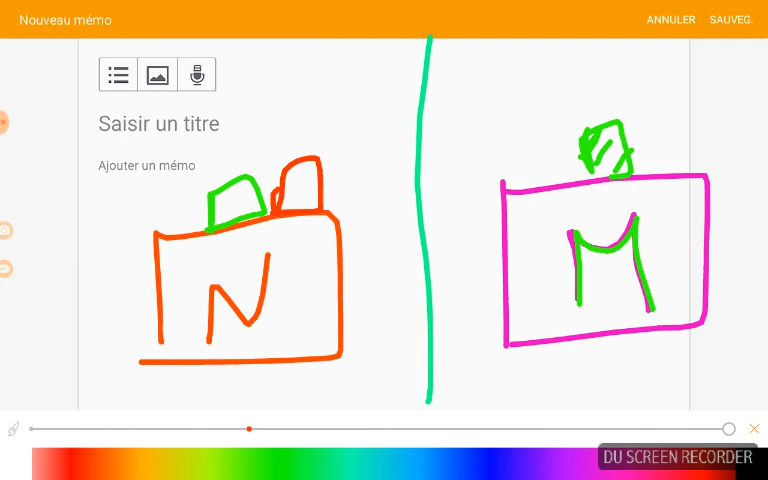 Nouveau mémo
ANNULER SAUVEG.
Saisir un titre
Ajouter un mémo
N
M
DU SCREEN RECORDER